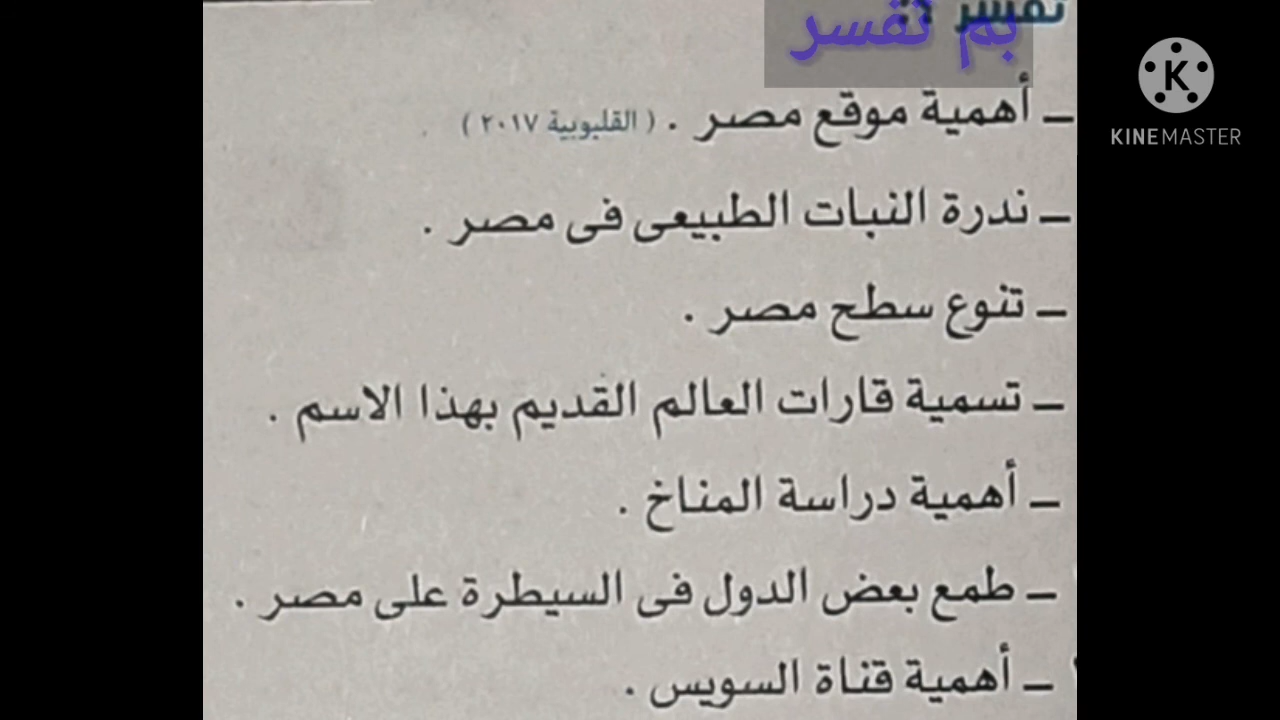 بم تفسر
ـ أهمية موقع مصر . ( القليوبية ٢٠١٧ )
ـ ندرة النبات الطبيعى فى مصر .
ـ تنوع سطح مصر .
ـ تسمية قارات العالم القديم بهذا الاسم .
ـ أهمية دراسة المناخ .
ـ طمع بعض الدول فى السيطرة على مصر .
ـ أهمية قناة السويس .
KINEMASTER